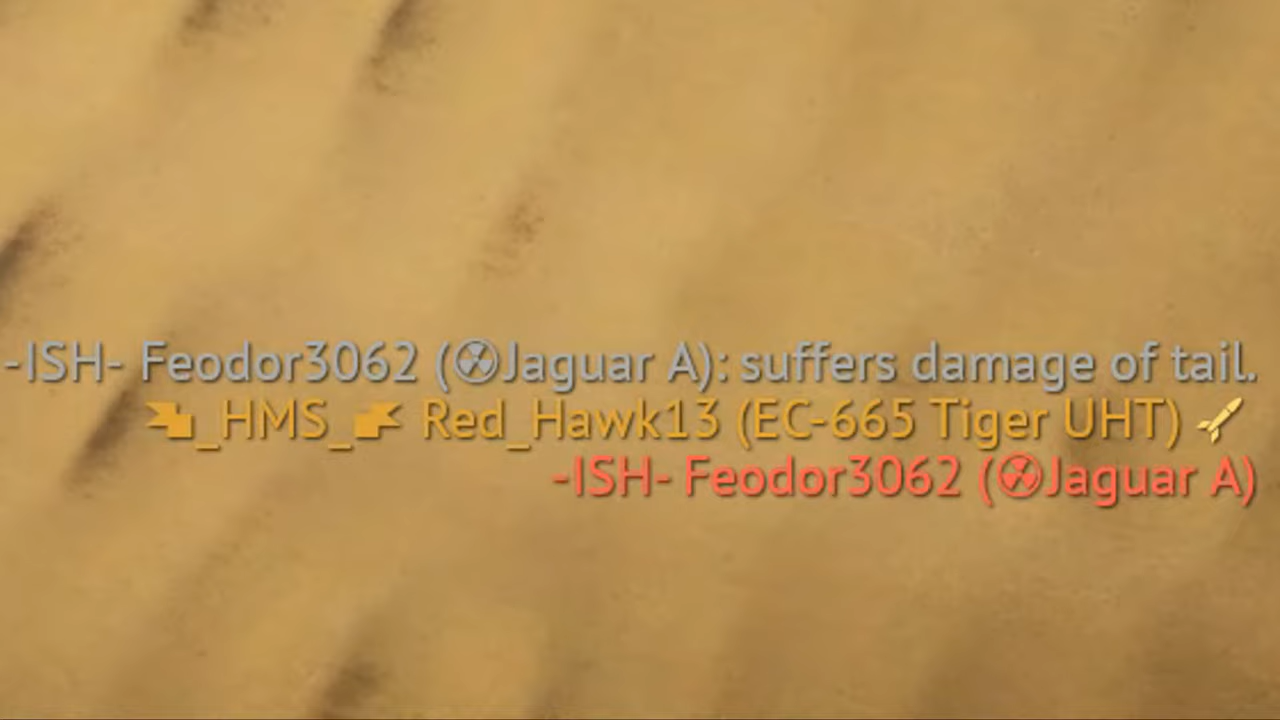 -ISH- Feodor3062 (☢Jaguar A): suffers damage of tail.
_HMS_ Red_Hawk13 (EC-665 Tiger UHT)
-ISH- Feodor3062 (☢Jaguar A)